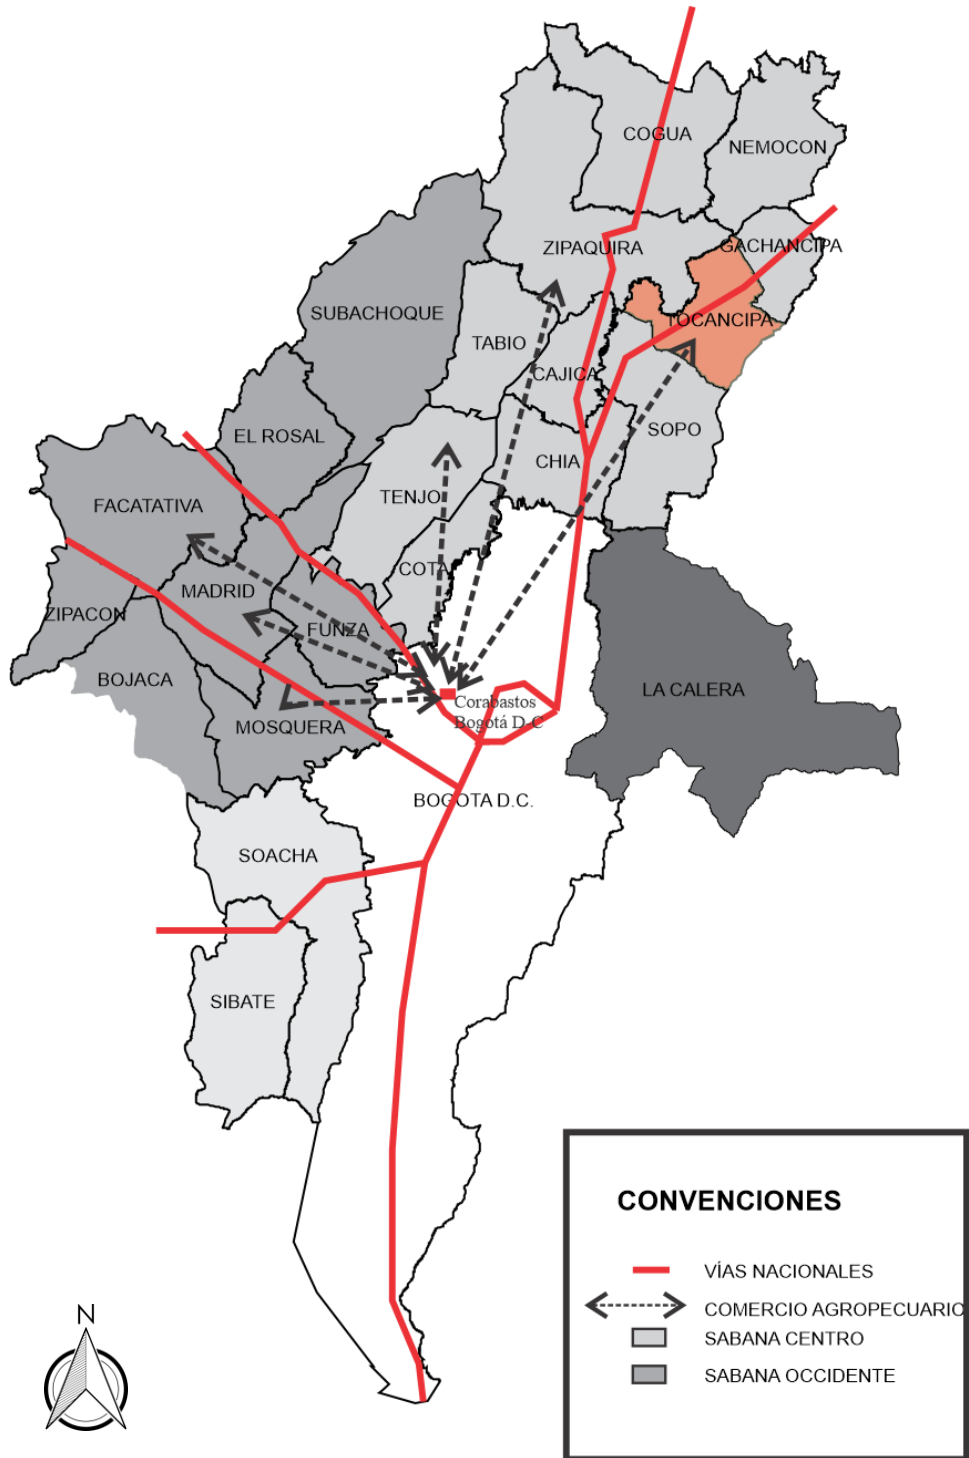 COGUA
NEMOCON
ZIPAQUIRA
GACHANCIPA
SUBACHOQUE
TOCANCIPA
TABIO
CAJICA
EL ROSAL
SOPO
CHIA
TENJO
FACATATIVA
COTA
MADRID
ZIPACON
FUNZA
BOJACA
LA CALERA
Corabastos
Bogotá D-C
MOSQUERA
BOGOTA D.C.
SOACHA
SIBATE
CONVENCIONES
VÍAS NACIONALES
COMERCIO AGROPECUARIO
SABANA CENTRO
SABANA OCCIDENTE
N